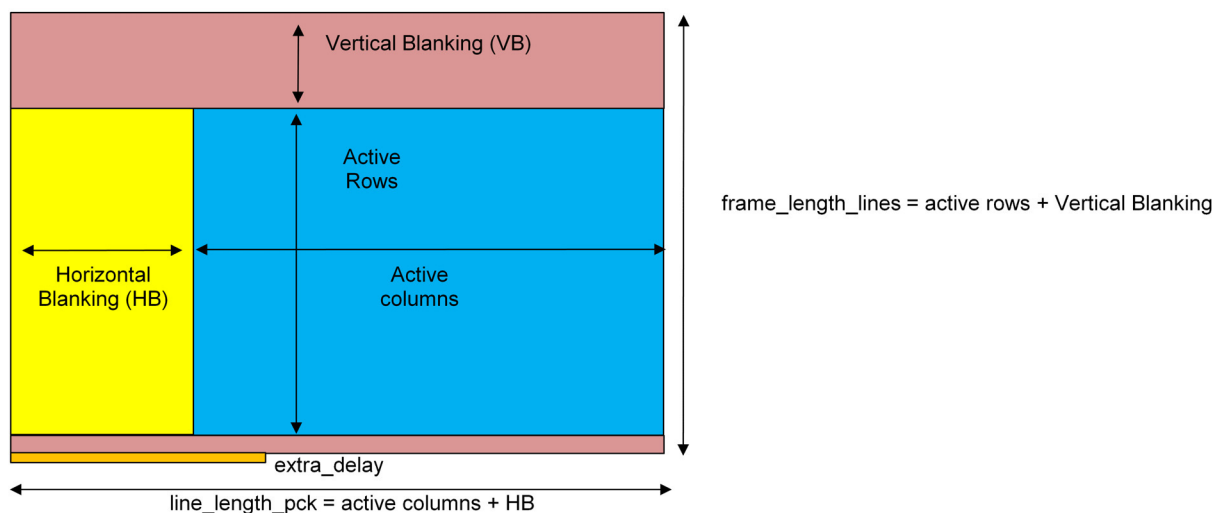 Vertical Blanking (VB)
Active
Rows
frame_length_lines = active rows + Vertical Blanking
Horizontal
Blanking (HB)
Active
columns
extra_delay
line_length_pck = active columns + HB